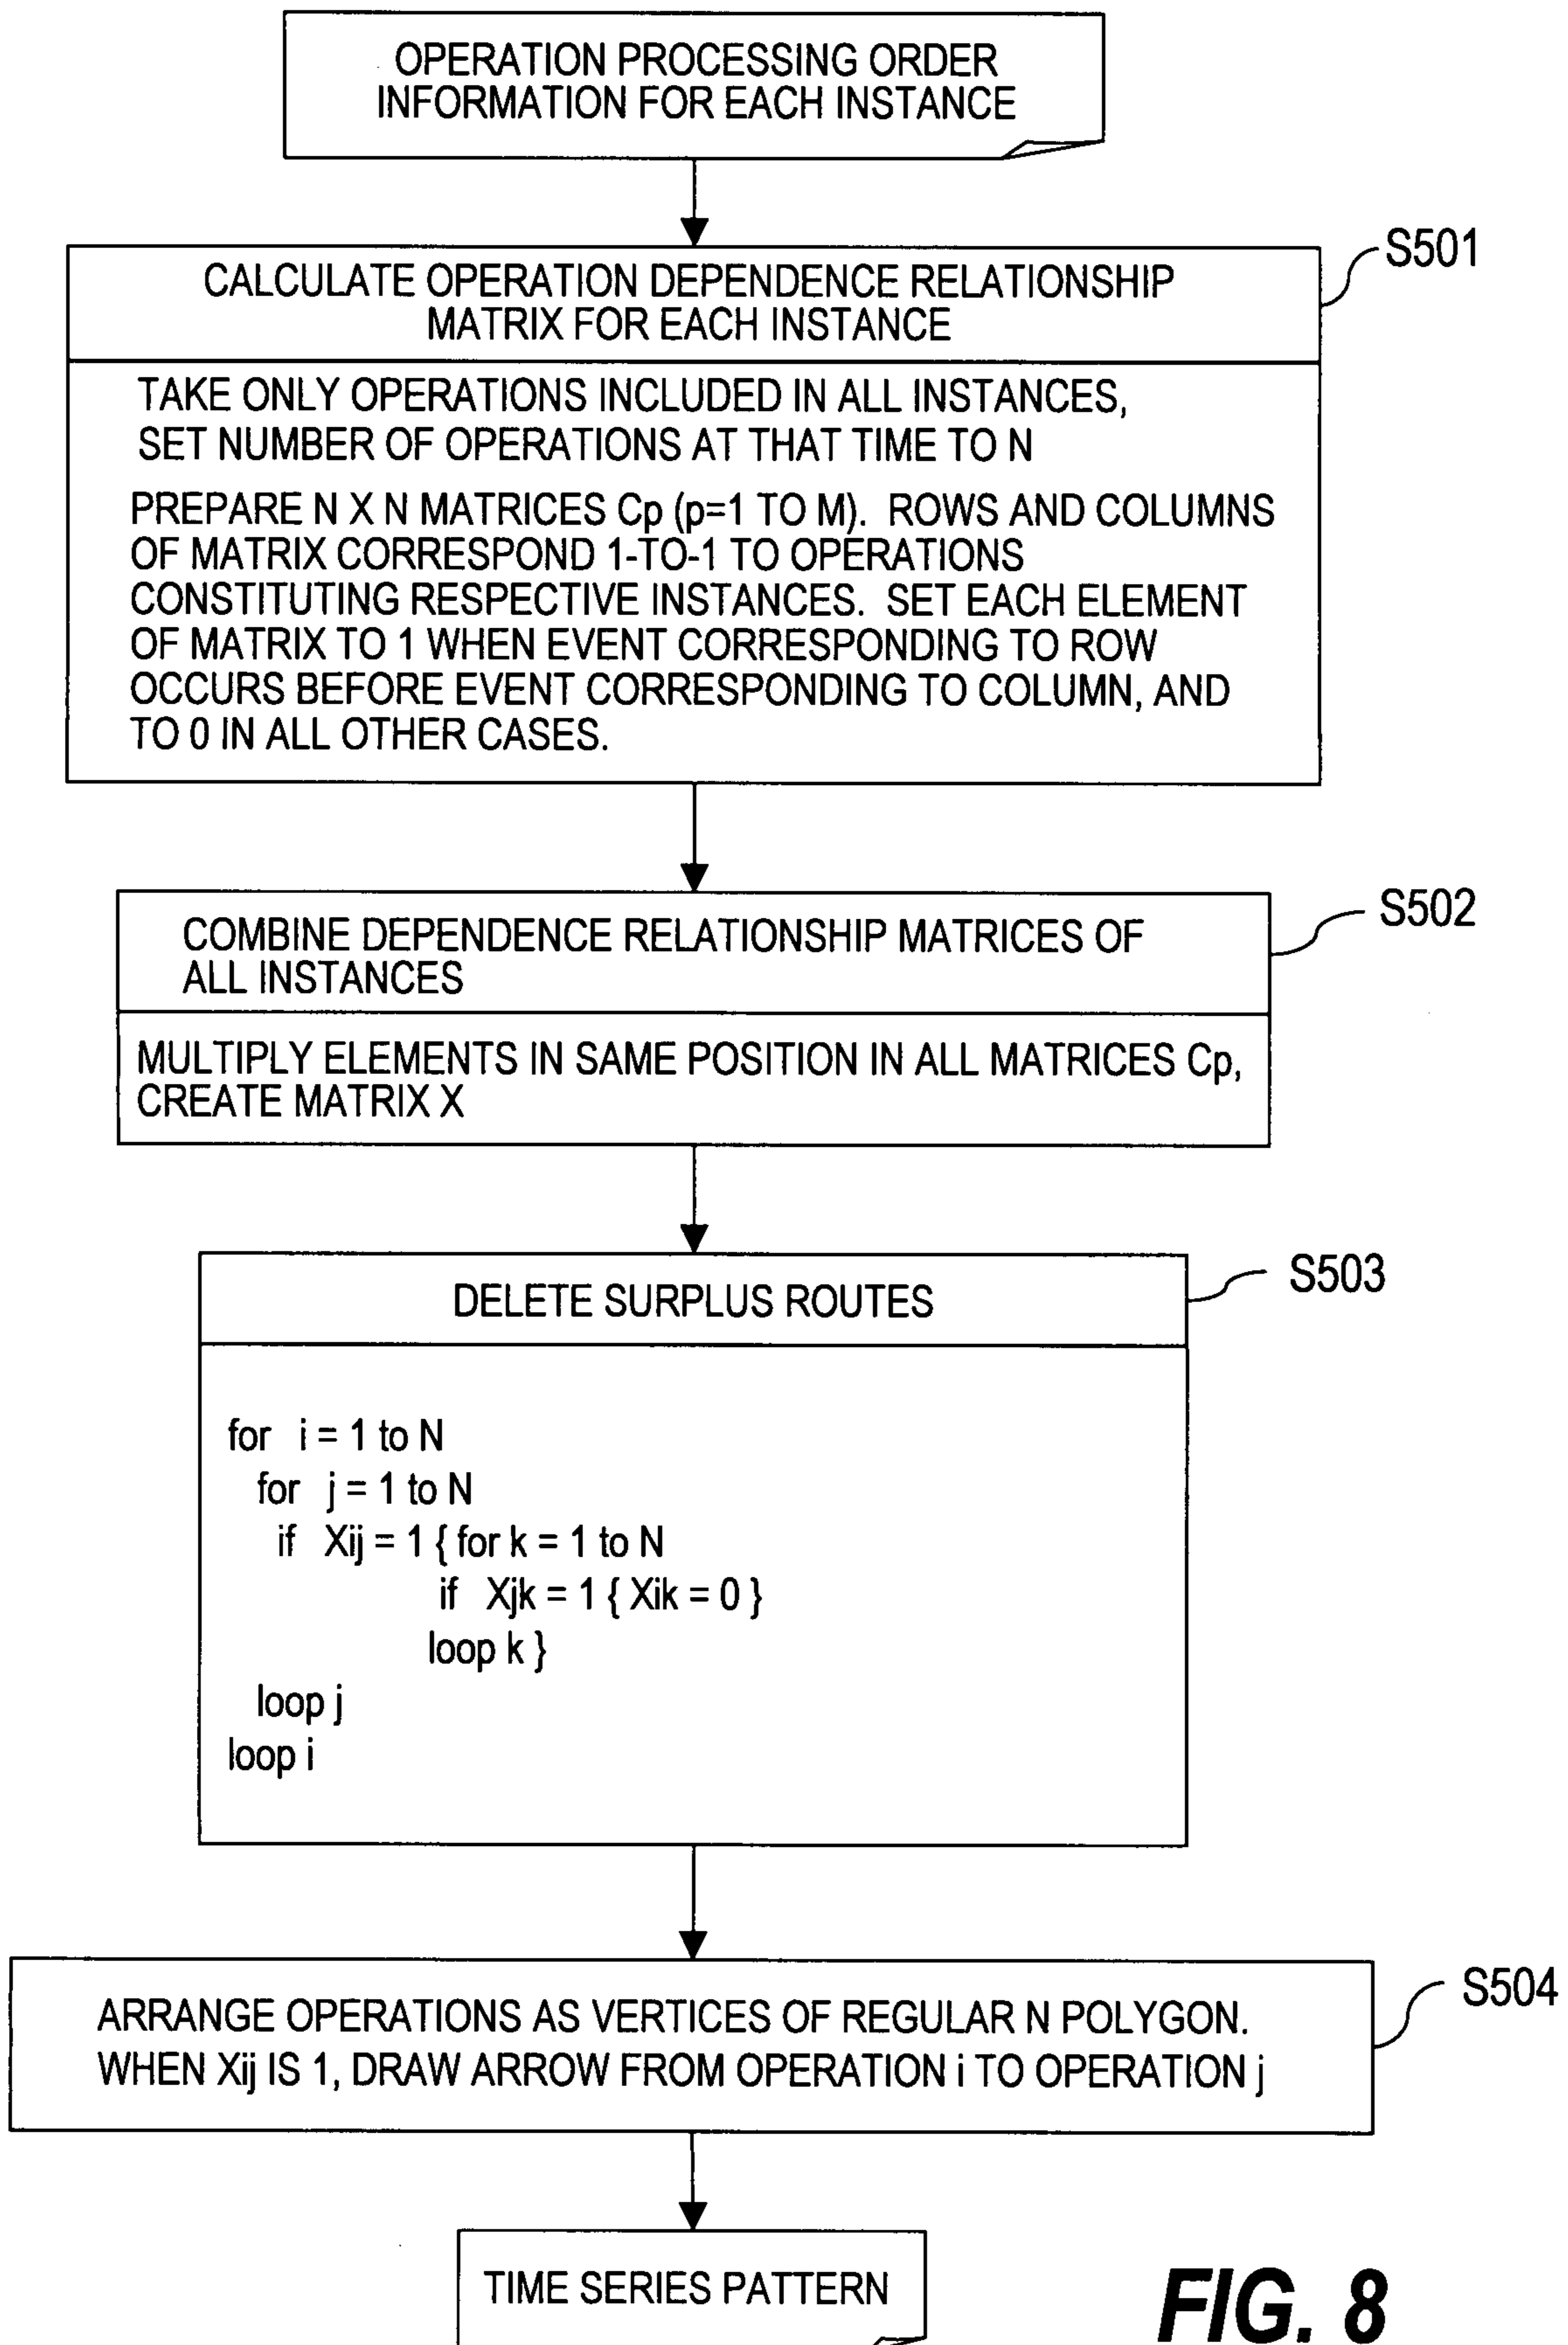 OPERATION PROCESSING ORDER
INFORMATION FOR EACH INSTANCE
S501
CALCULATE OPERATION DEPENDENCE RELATIONSHIP
MATRIX FOR EACH INSTANCE
TAKE ONLY OPERATIONS INCLUDED IN ALL INSTANCES,
SET NUMBER OF OPERATIONS AT THAT TIME TO N
PREPARE N X N MATRICES Cp (p=1 TO M). ROWS AND COLUMNS
OF MATRIX CORRESPOND 1-TO-1 TO OPERATIONS
CONSTITUTING RESPECTIVE INSTANCES. SET EACH ELEMENT
OF MATRIX TO 1 WHEN EVENT CORRESPONDING TO ROW
OCCURS BEFORE EVENT CORRESPONDING TO COLUMN, AND
TO 0 IN ALL OTHER CASES.
S502
COMBINE DEPENDENCE RELATIONSHIP MATRICES OF
ALL INSTANCES
MULTIPLY ELEMENTS IN SAME POSITION IN ALL MATRICES Cp,
CREATE MATRIX X
S503
DELETE SURPLUS ROUTES
for i = 1 to N
for j = 1 to N
if Xij = 1 { for k = 1 to N
if Xjk = 1 { Xik = 0 }
loop k }
loop j
loop i
S504
ARRANGE OPERATIONS AS VERTICES OF REGULAR N POLYGON.
WHEN Xij IS 1, DRAW ARROW FROM OPERATION i TO OPERATION j
TIME SERIES PATTERN
FIG. 8